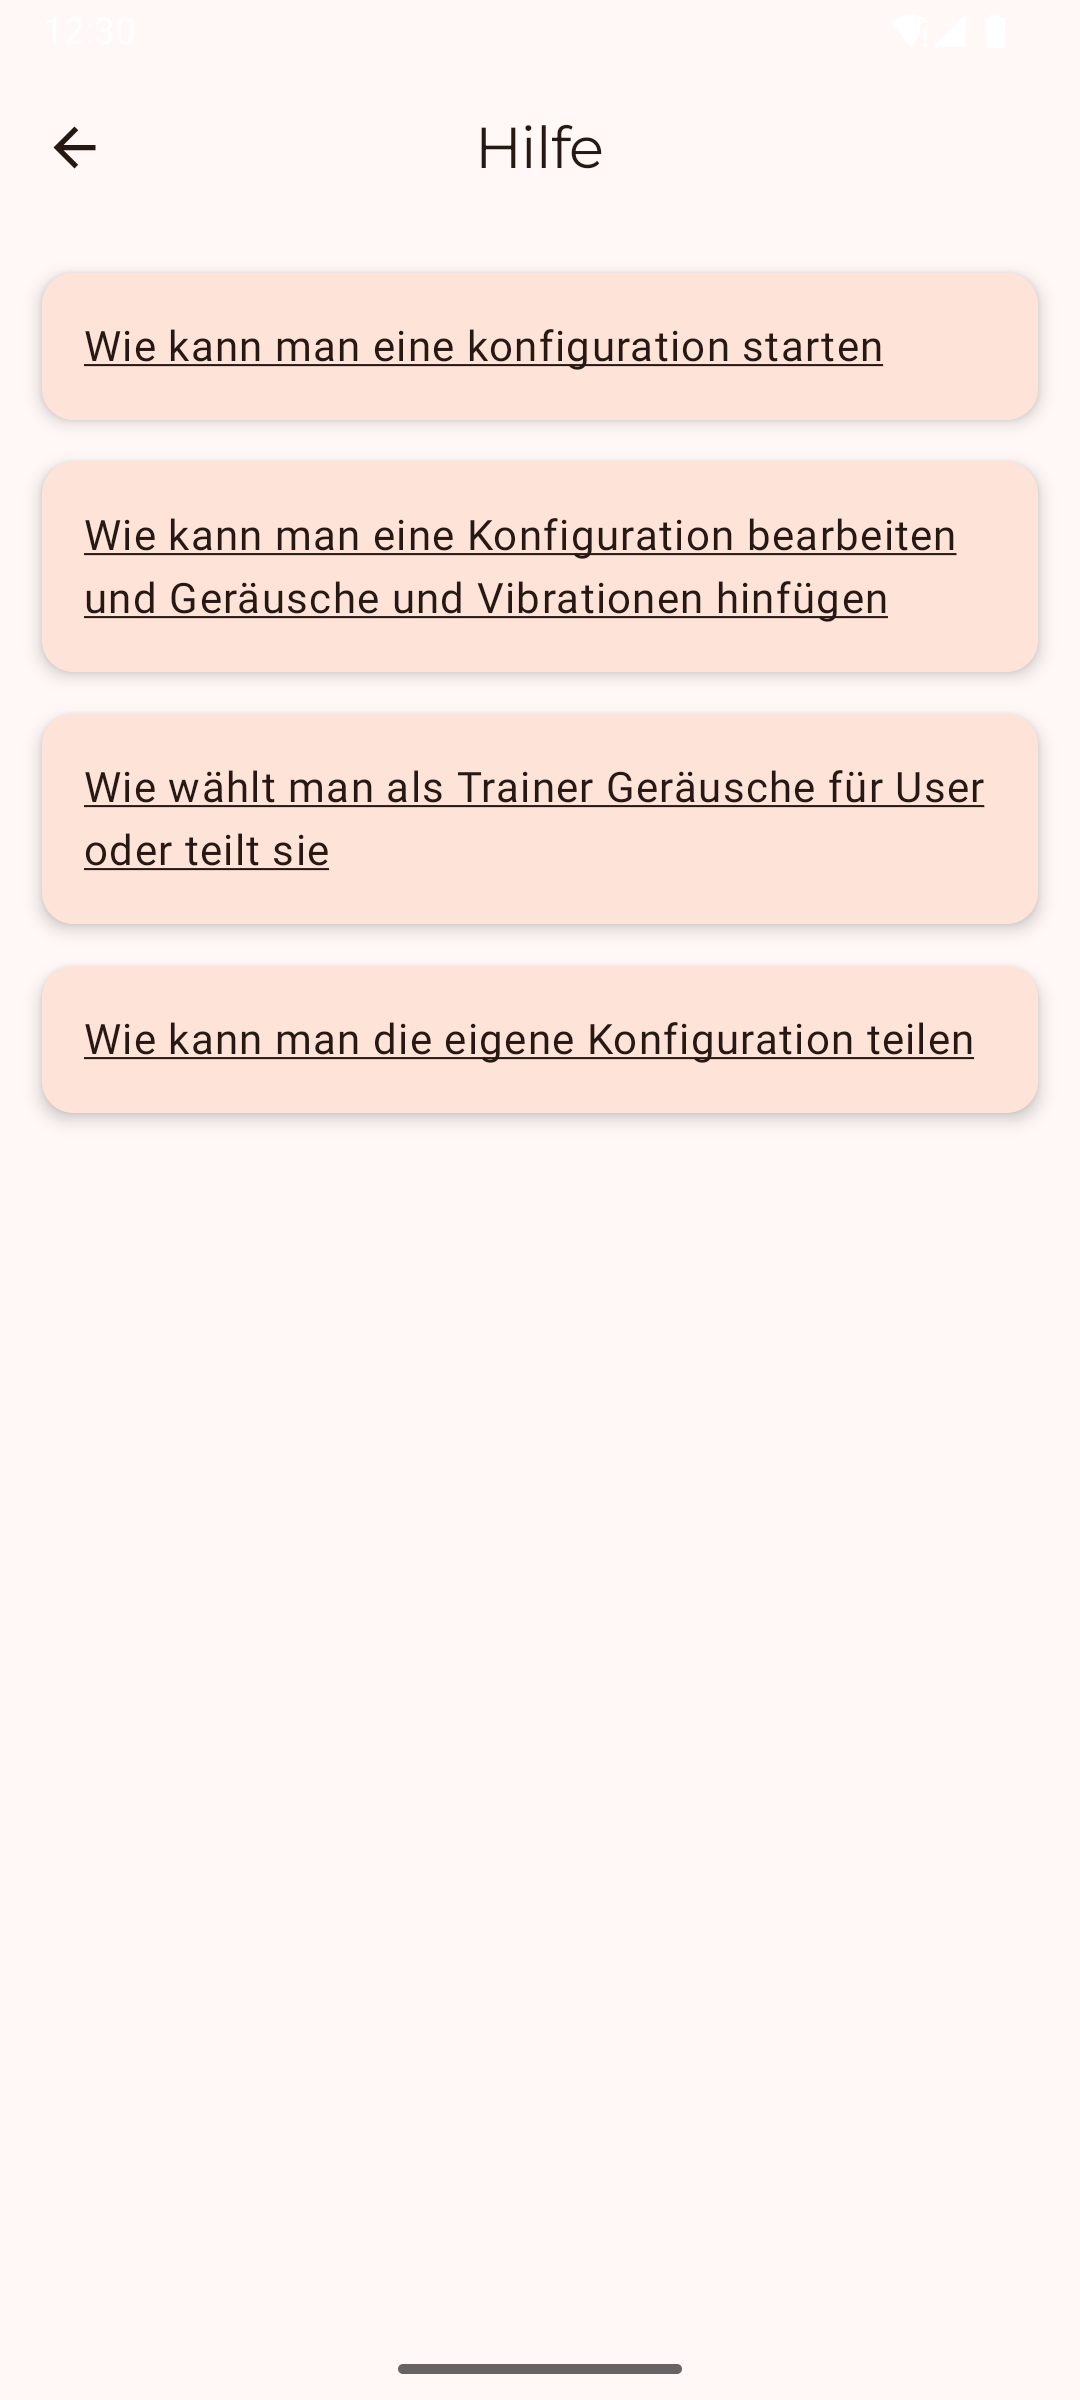 12:30
Hilfe
Wie kann man eine konfiguration starten
Wie kann man eine Konfiguration bearbeiten
und Geräusche und Vibrationen hinfügen
Wie wählt man als Trainer Geräusche für User
oder teilt sie
Wie kann man die eigene Konfiguration teilen